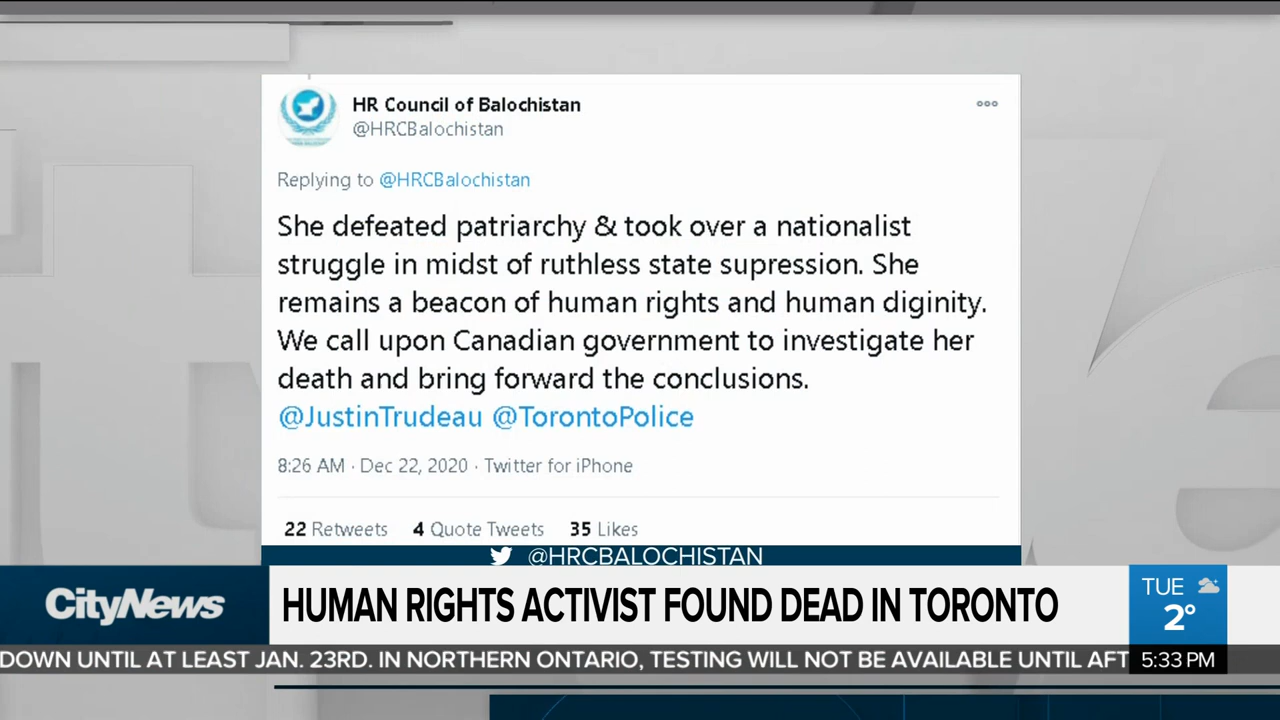 HR Council of Balochistan
@HRCBalochistan
Replying to @HRCBalochistan
She defeated patriarchy & took over a nationalist
struggle in midst of ruthless state supression. She
remains a beacon of human rights and human diginity.
We call upon Canadian government to investigate her
death and bring forward the conclusions.
@JustinTrudeau @TorontoPolice
8:26 AM · Dec 22, 2020 · Twitter for iPhone
22 Retweets 4 Quote Tweets 35 Likes
@HRCBALOCHISTAN
CityNews
HUMAN RIGHTS ACTIVIST FOUND DEAD IN TORONTO
TUE
2°
DOWN UNTIL AT LEAST JAN. 23RD. IN NORTHERN ONTARIO, TESTING WILL NOT BE AVAILABLE UNTIL AFT
5:33 PM